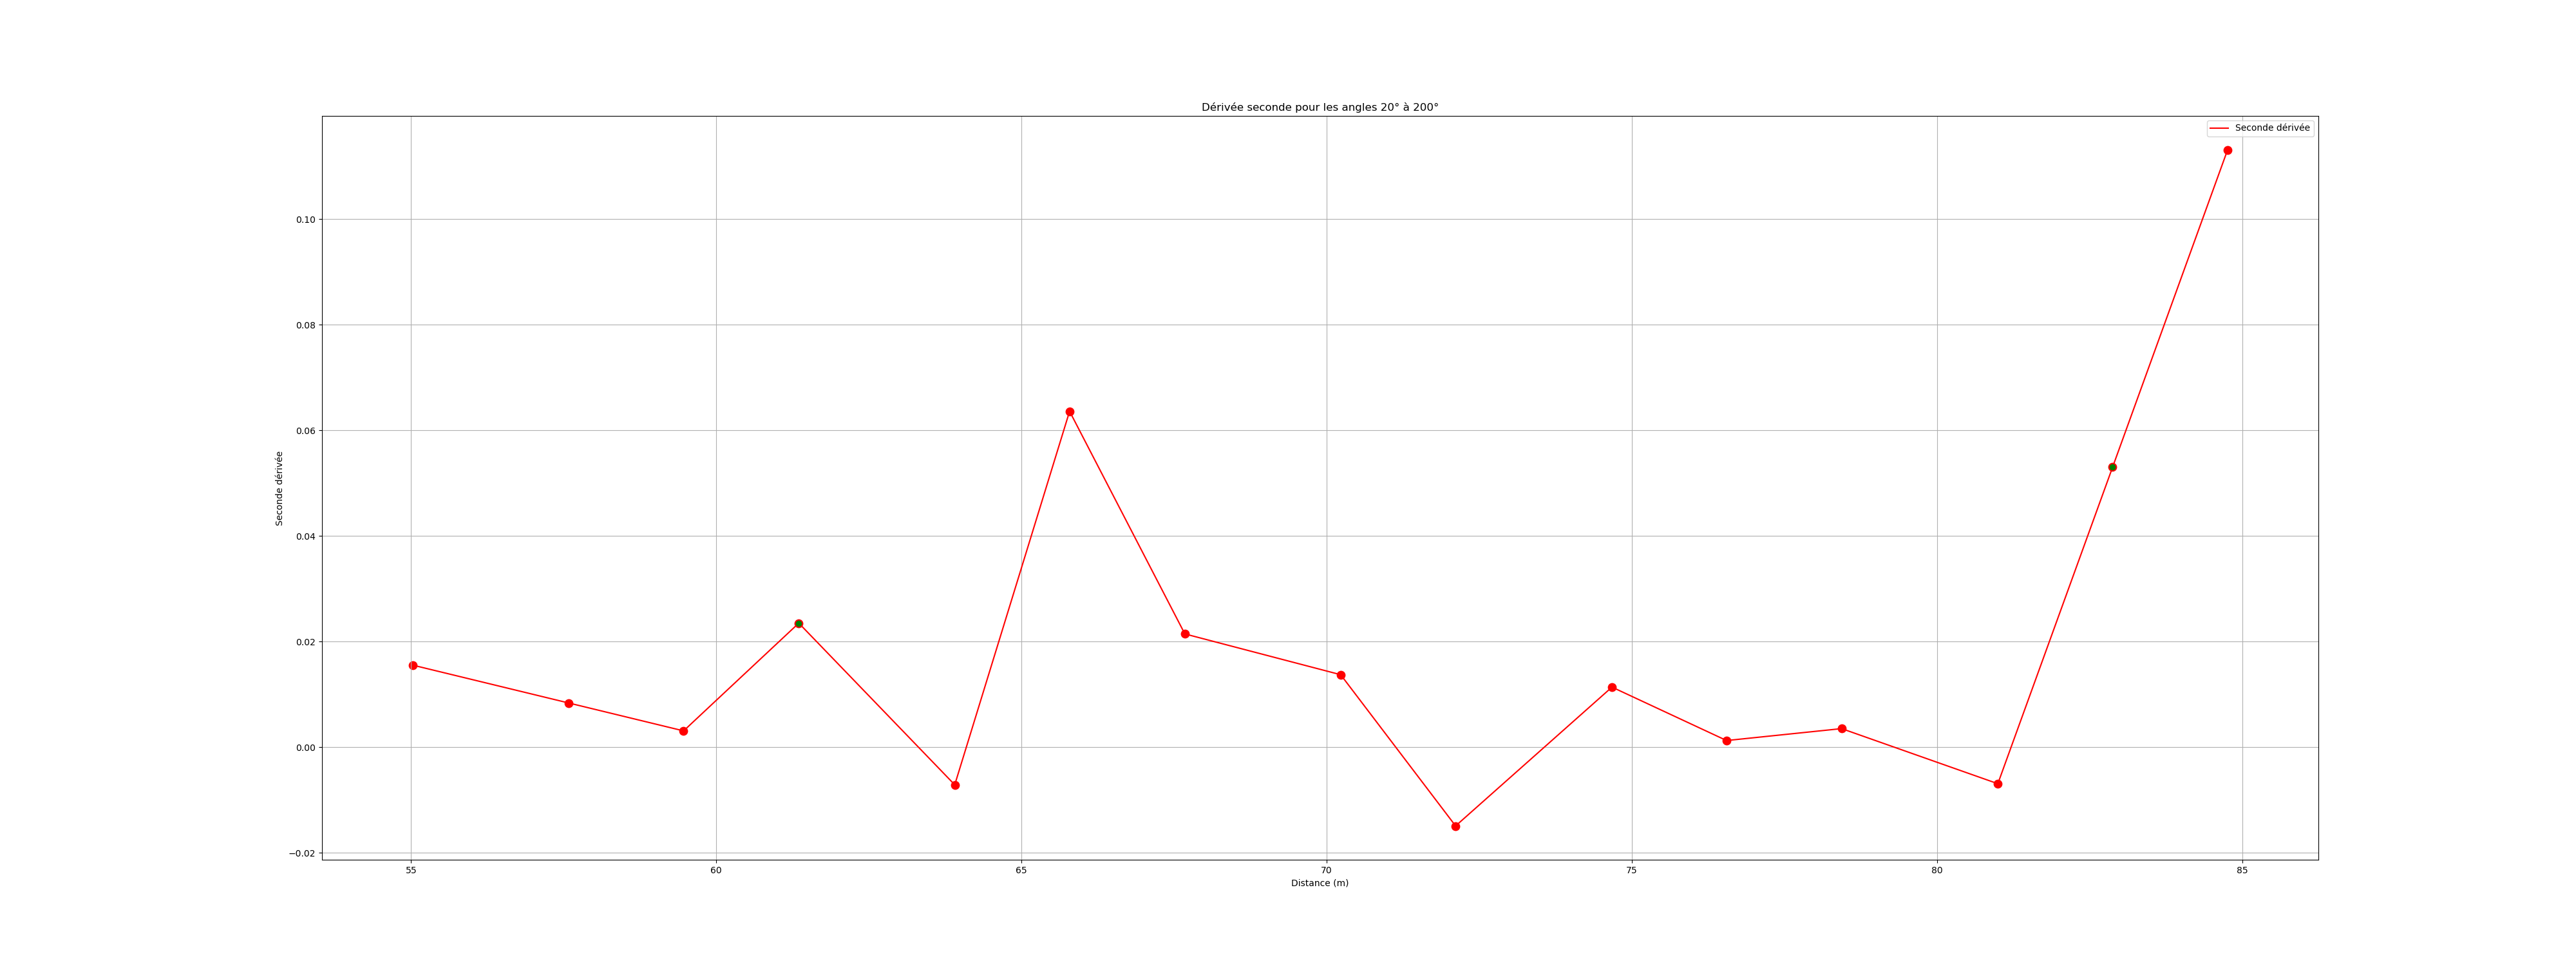 Dérivée seconde pour les angles 20° à 200°
Seconde dérivée
0.10
0.08
0.06
0.04
0.02
0.00
−0.02
Seconde dérivée
55 60 65 70 75 80 85
Distance (m)